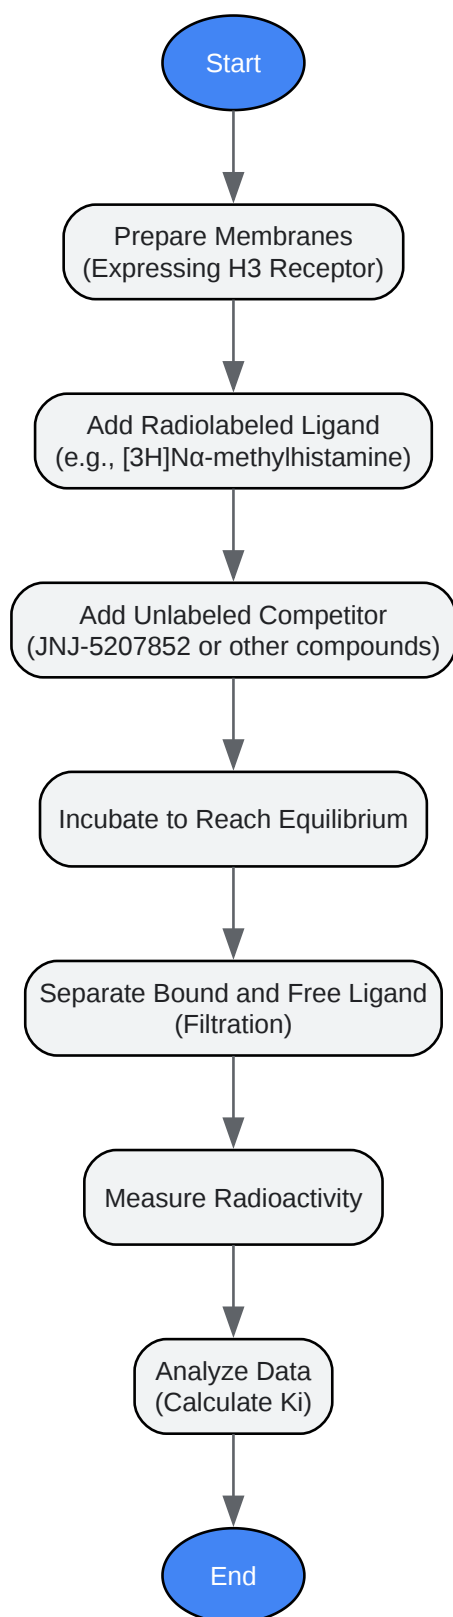 Start
Prepare Membranes
(Expressing H3 Receptor)
Add Radiolabeled Ligand
(e.g., [3H]Nα-methylhistamine)
Add Unlabeled Competitor
(JNJ-5207852 or other compounds)
Incubate to Reach Equilibrium
Separate Bound and Free Ligand
(Filtration)
Measure Radioactivity
Analyze Data
(Calculate Ki)
End